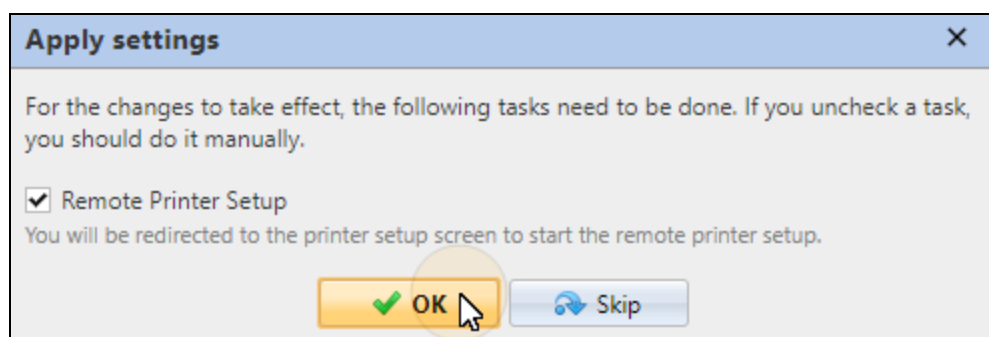 Apply settings
For the changes to take effect, the following tasks need to be done. If you uncheck a task,
you should do it manually.
Remote Printer Setup
You will be redirected to the printer setup screen to start the remote printer setup.
OK Skip